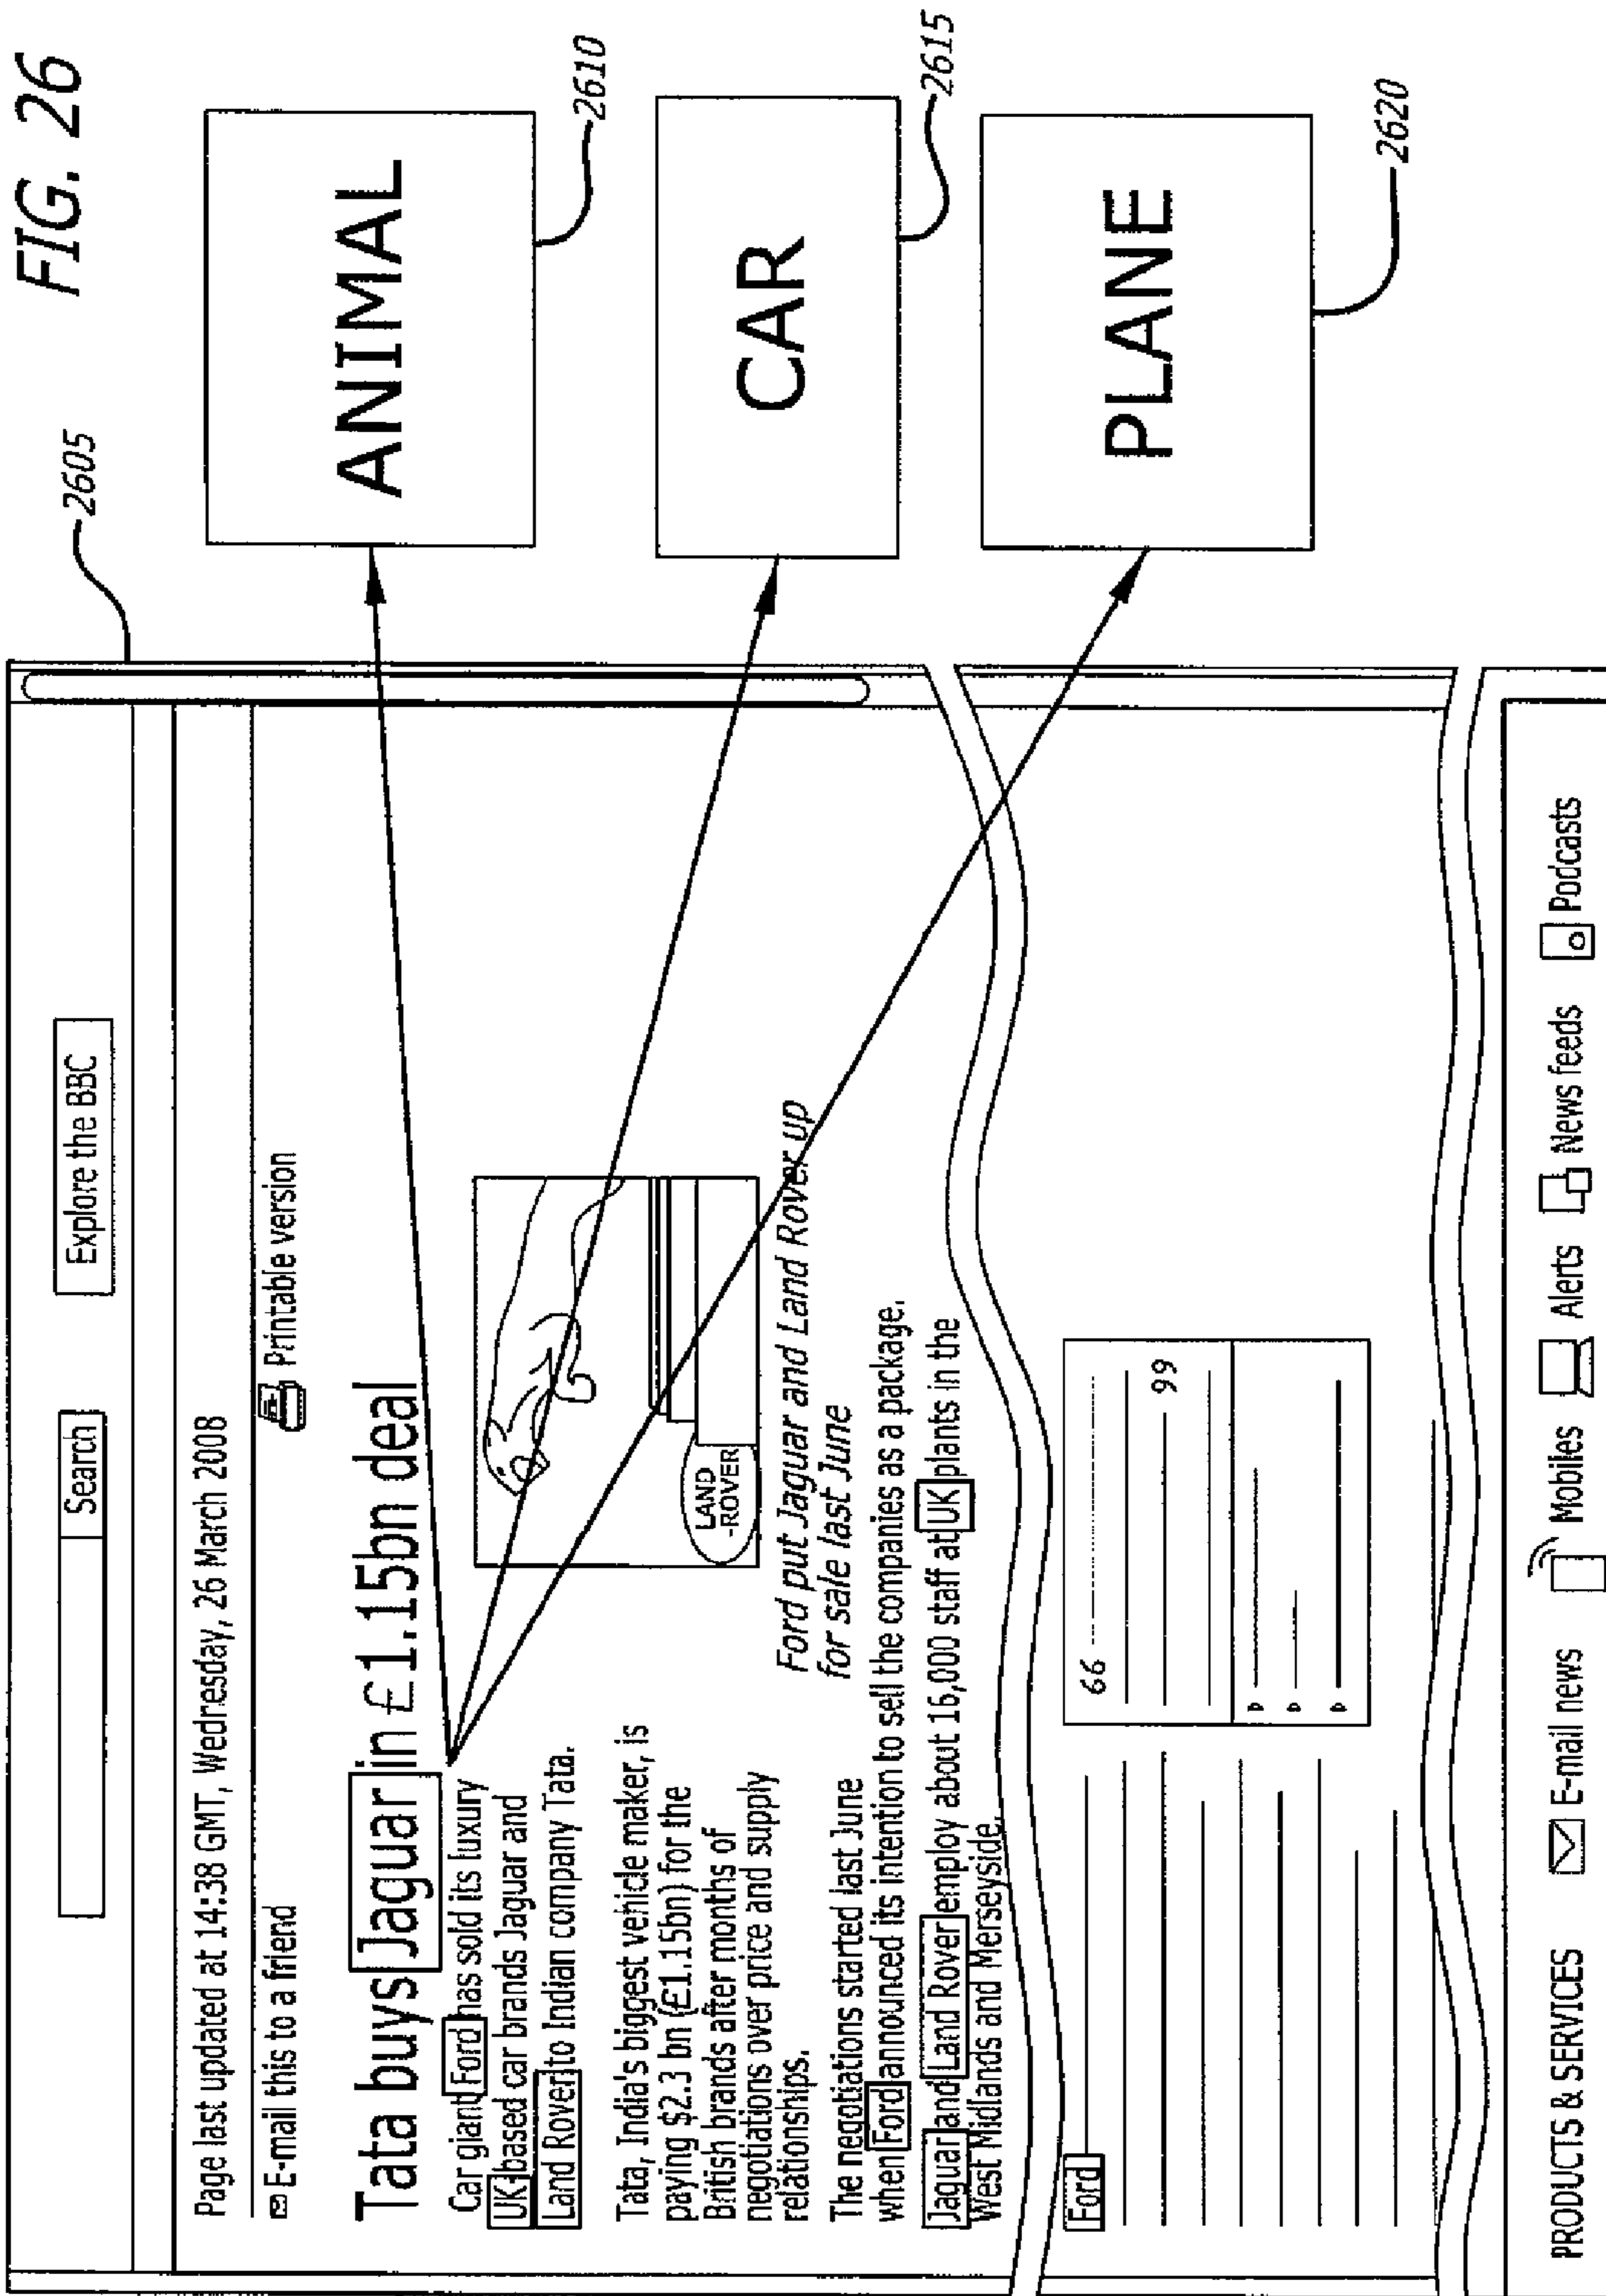 FIG. 26
2605
Search
Explore the BBC
Page last updated at 14:38 GMT, Wednesday, 26 March 2008
E-mail this to a friend
Printable version
Tata buys Jaguar in £1.15bn deal
Car giant Ford has sold its luxury
UK-based car brands Jaguar and
Land Rover to Indian company Tata.
Tata, India's biggest vehicle maker, is
paying $2.3 bn (£1.15bn) for the
British brands after months of
negotiations over price and supply
relationships.
LAND
-ROVER
Ford put Jaguar and Land Rover up
for sale last June
The negotiations started last June
when Ford announced its intention to sell the companies as a package.
Jaguar and Land Rover employ about 16,000 staff at UK plants in the
West Midlands and Merseyside.
Ford
66
99
PRODUCTS & SERVICES
E-mail news
Mobiles
Alerts
News feeds
Podcasts
ANIMAL
2610
CAR
2615
PLANE
2620